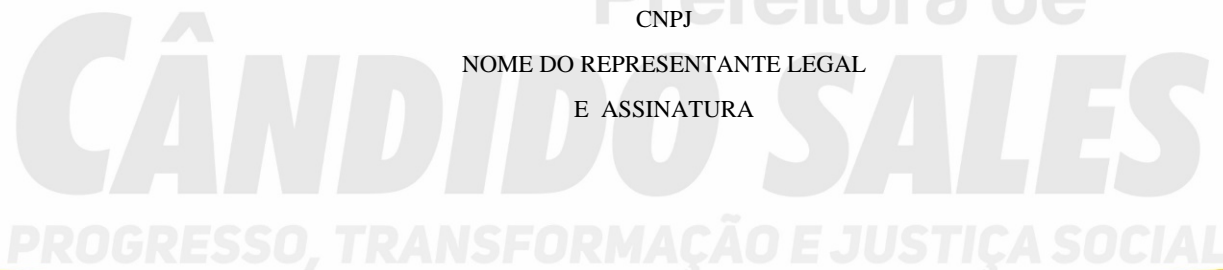 Prefeitura de
CNPJ
NOME DO REPRESENTANTE LEGAL
E ASSINATURA
CÂNDIDO SALES
PROGRESSO, TRANSFORMAÇÃO E JUSTIÇA SOCIAL